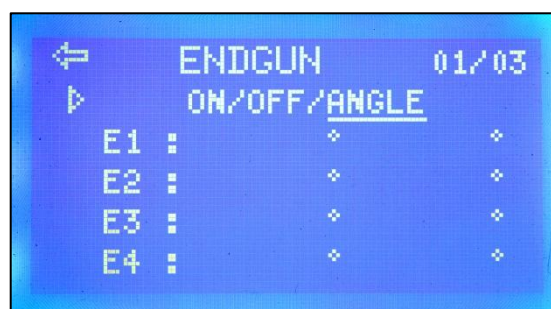 ENDGUN 01/03
ON/OFF/ANGLE
E1 : ° °
E2 : ° °
E3 : ° °
E4 : ° °